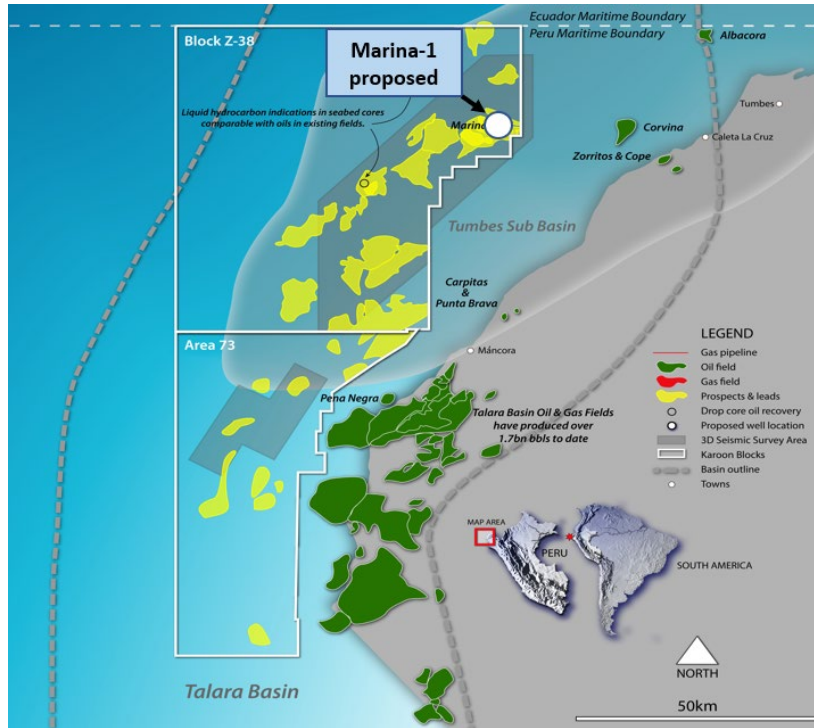 Ecuador Maritime Boundary
Peru Maritime Boundary
Block Z-38
Marina-1
proposed
Albacora
Liquid hydrocarbon indications in seabed cores
comparable with oils in existing fields.
Tumbes
Corvina
Caleta La Cruz
Zorritos & Cope
Tumbes Sub Basin
Carpitas
&
Punta Brava
Area 73
Máncora
Pena Negra
Talara Basin Oil & Gas Fields
have produced over
1.7bn bbls to date
LEGEND
Gas pipeline
Oil field
Gas field
Prospects & leads
Drop core oil recovery
Proposed well location
3D Seismic Survey Area
Karoon Blocks
Basin outline
Towns
MAP AREA
PERU
SOUTH AMERICA
NORTH
Talara Basin
50km